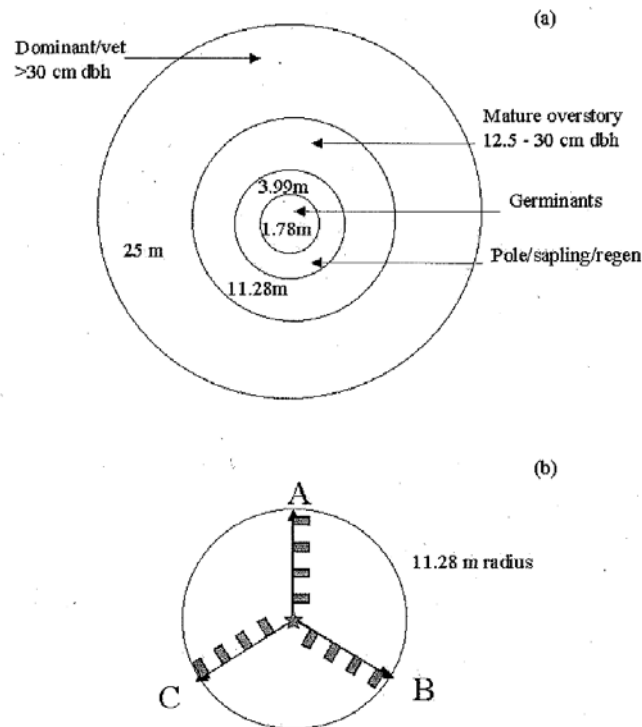 (a)
Dominant/vet
>30 cm dbh
Mature overstory
12.5 - 30 cm dbh
3.99m
Germinants
1.78m
25 m
Pole/sapling/regen
11.28m
(b)
A
11.28 m radius
C
B